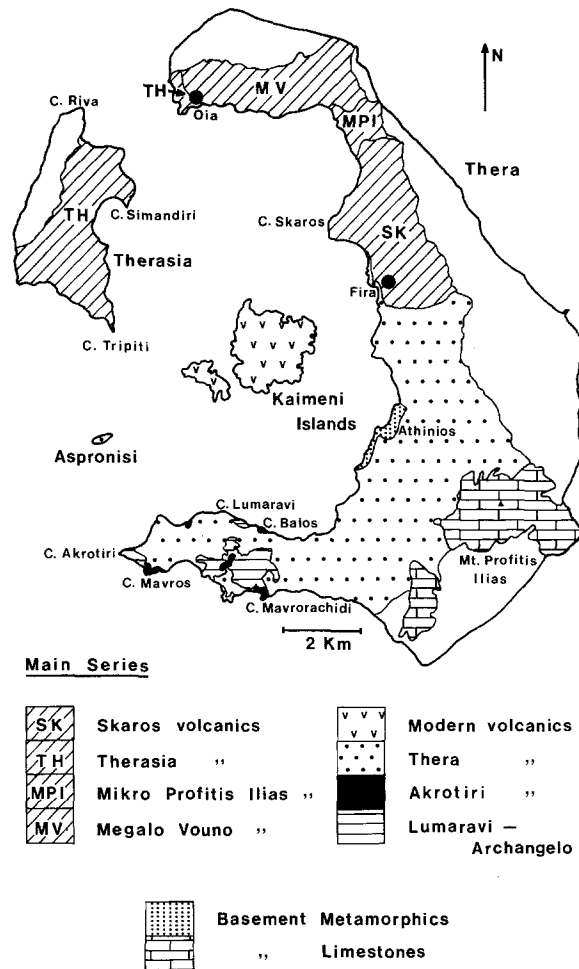 N
TH
MV
Oia
C. Riva
MPI
Thera
C. Simandiri
C. Skaros
TH
SK
Therasia
Fira
C. Tripiti
Kaimeni
Islands
Athinios
Aspronisi
C. Lumaravi
C. Balos
C. Akrotiri
C. Mavros
Mt. Profitis
Ilias
C. Mavrorachidi
2 Km
Main Series
SK Skaros volcanics
TH Therasia ,,
MPI Mikro Profitis Ilias ,,
MV Megalo Vouno ,,
Modern volcanics
Thera ,,
Akrotiri ,,
Lumaravi –
Archangelo
Basement Metamorphics
,, Limestones